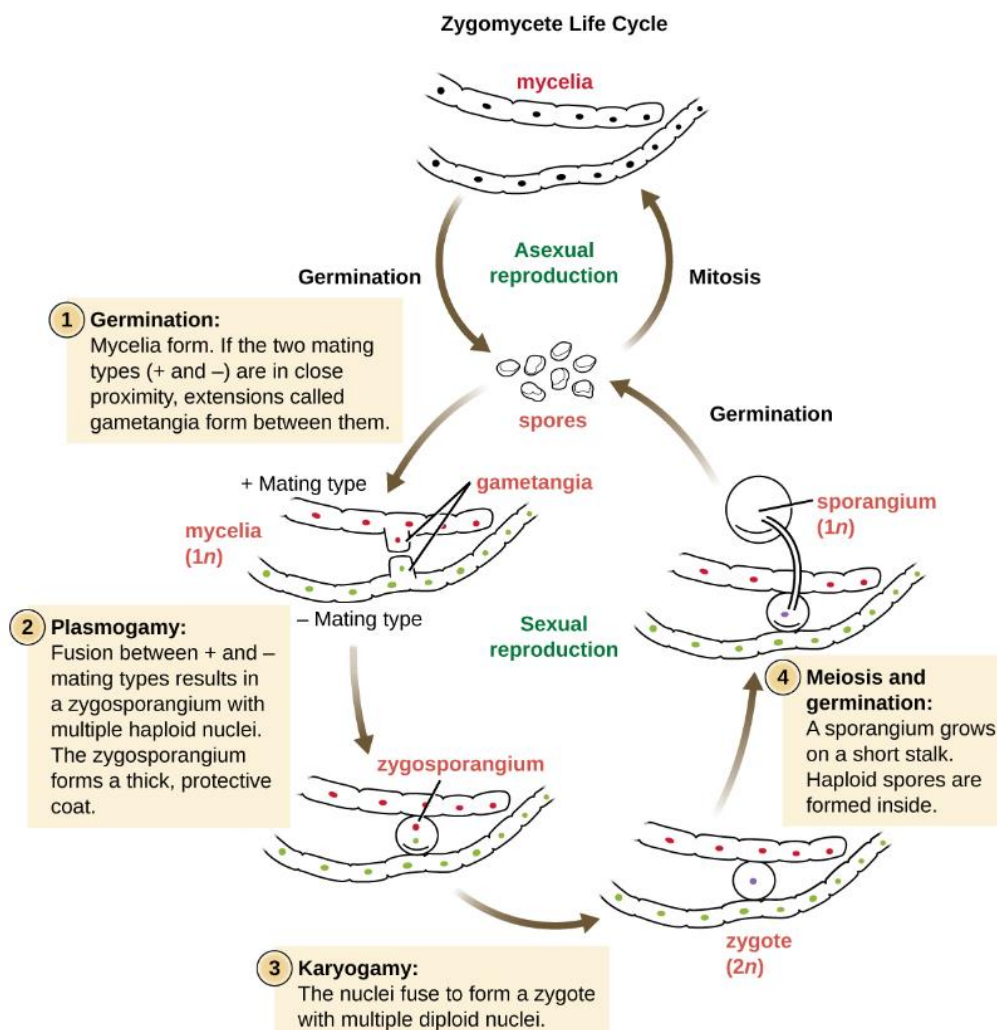 Zygomycete Life Cycle
mycelia
Germination
Asexual
reproduction
Mitosis
1 Germination:
Mycelia form. If the two mating
types (+ and –) are in close
proximity, extensions called
gametangia form between them.
spores
Germination
+ Mating type
gametangia
mycelia
(1n)
sporangium
(1n)
– Mating type
2 Plasmogamy:
Fusion between + and –
mating types results in
a zygosporangium with
multiple haploid nuclei.
The zygosporangium
forms a thick, protective
coat.
Sexual
reproduction
4 Meiosis and
germination:
A sporangium grows
on a short stalk.
Haploid spores are
formed inside.
zygosporangium
zygote
(2n)
3 Karyogamy:
The nuclei fuse to form a zygote
with multiple diploid nuclei.